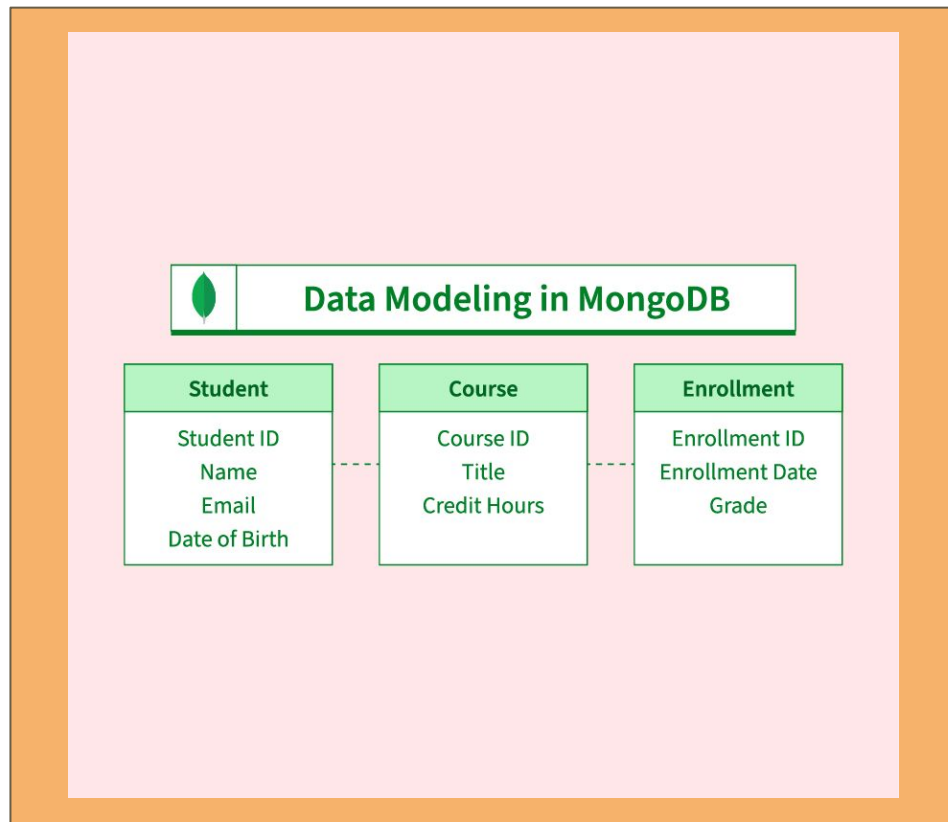 Data Modeling in MongoDB
Student
Student ID
Name
Email
Date of Birth
Course
Course ID
Title
Credit Hours
Enrollment
Enrollment ID
Enrollment Date
Grade